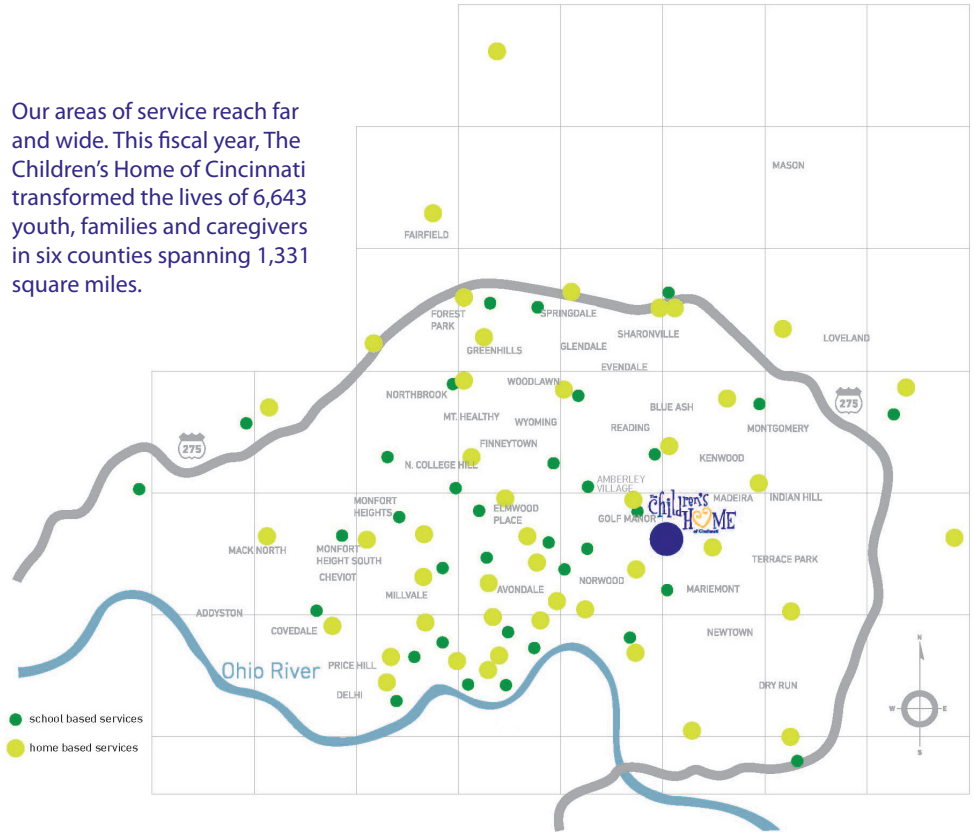 Our areas of service reach far
and wide. This fiscal year, The
Children's Home of Cincinnati
transformed the lives of 6,643
youth, families and caregivers
in six counties spanning 1,331
square miles.
MASON
FAIRFIELD
FOREST
PARK
SPRINGDALE
SHARONVILLE
LOVELAND
GREENHILLS
GLENDALE
EVENDALE
NORTHBROOK
WOODLAWN
275
BLUE ASH
MT. HEALTHY
WYOMING
READING
MONTGOMERY
275
FINNEYTOWN
N. COLLEGE HILL
KENWOOD
AMBERLEY
VILLAGE
MONFORT
HEIGHTS
ELMWOOD
PLACE
GOLF MANOR
The Children's
HOME
of Cincinnati
MADEIRA
INDIAN HILL
MACK NORTH
MONFORT
HEIGHT SOUTH
CHEVIOT
TERRACE PARK
MILLVALE
AVONDALE
NORWOOD
MARIEMONT
ADDYSTON
COVEDALE
NEWTOWN
PRICE HILL
Ohio River
DELHI
DRY RUN
N
W
E
S
school based services
home based services